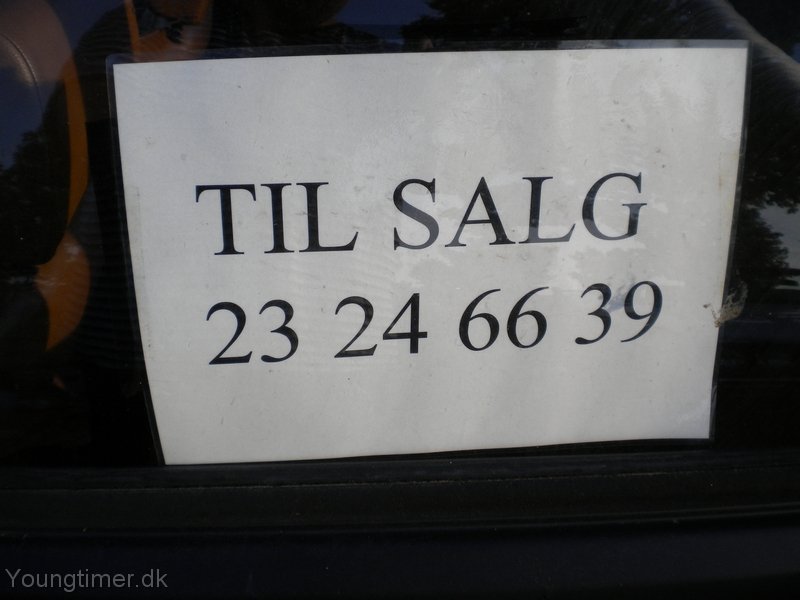 TIL SALG
23 24 66 39
Youngtimer.dk